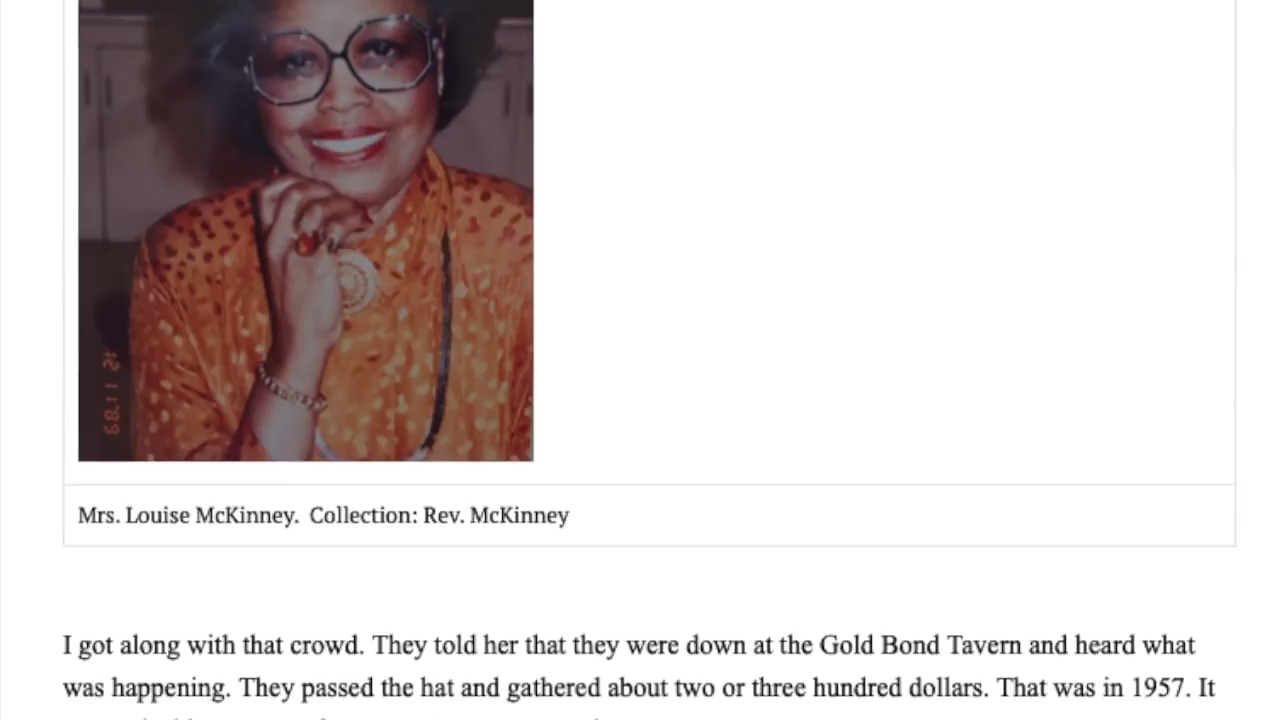 12 11'89
Mrs. Louise McKinney.  Collection: Rev. McKinney
I got along with that crowd. They told her that they were down at the Gold Bond Tavern and heard what
was happening. They passed the hat and gathered about two or three hundred dollars. That was in 1957. It